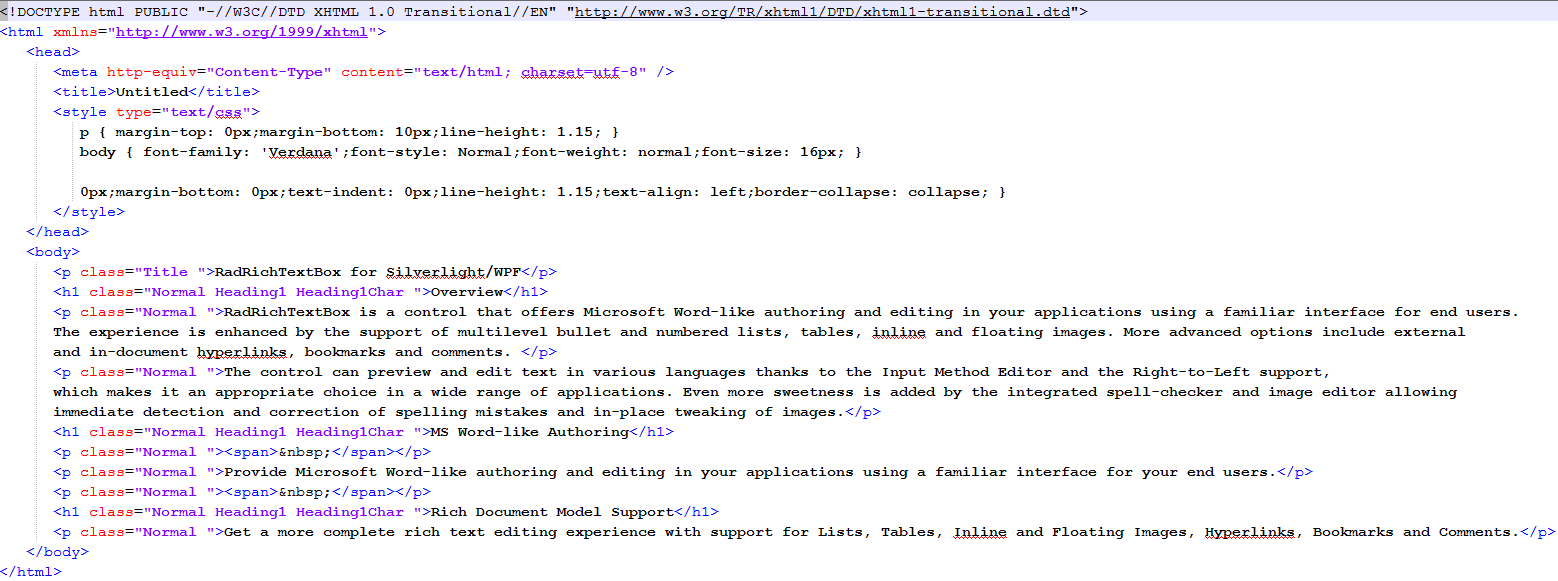 <!DOCTYPE html PUBLIC "-//W3C//DTD XHTML 1.0 Transitional//EN" "http://www.w3.org/TR/xhtml1/DTD/xhtml1-transitional.dtd">
<html xmlns="http://www.w3.org/1999/xhtml">
<head>
<meta http-equiv="Content-Type" content="text/html; charset=utf-8" />
<title>Untitled</title>
<style type="text/css">
p { margin-top: 0px;margin-bottom: 10px;line-height: 1.15; }
body { font-family: 'Verdana';font-style: Normal;font-weight: normal;font-size: 16px; }
0px;margin-bottom: 0px;text-indent: 0px;line-height: 1.15;text-align: left;border-collapse: collapse; }
</style>
</head>
<body>
<p class="Title ">RadRichTextBox for Silverlight/WPF</p>
<h1 class="Normal Heading1 Heading1Char ">Overview</h1>
<p class="Normal ">RadRichTextBox is a control that offers Microsoft Word-like authoring and editing in your applications using a familiar interface for end users.
The experience is enhanced by the support of multilevel bullet and numbered lists, tables, inline and floating images. More advanced options include external
and in-document hyperlinks, bookmarks and comments. </p>
<p class="Normal ">The control can preview and edit text in various languages thanks to the Input Method Editor and the Right-to-Left support,
which makes it an appropriate choice in a wide range of applications. Even more sweetness is added by the integrated spell-checker and image editor allowing
immediate detection and correction of spelling mistakes and in-place tweaking of images.</p>
<h1 class="Normal Heading1 Heading1Char ">MS Word-like Authoring</h1>
<p class="Normal "><span>&nbsp;</span></p>
<p class="Normal ">Provide Microsoft Word-like authoring and editing in your applications using a familiar interface for your end users.</p>
<p class="Normal "><span>&nbsp;</span></p>
<h1 class="Normal Heading1 Heading1Char ">Rich Document Model Support</h1>
<p class="Normal ">Get a more complete rich text editing experience with support for Lists, Tables, Inline and Floating Images, Hyperlinks, Bookmarks and Comments.</p>
</body>
</html>